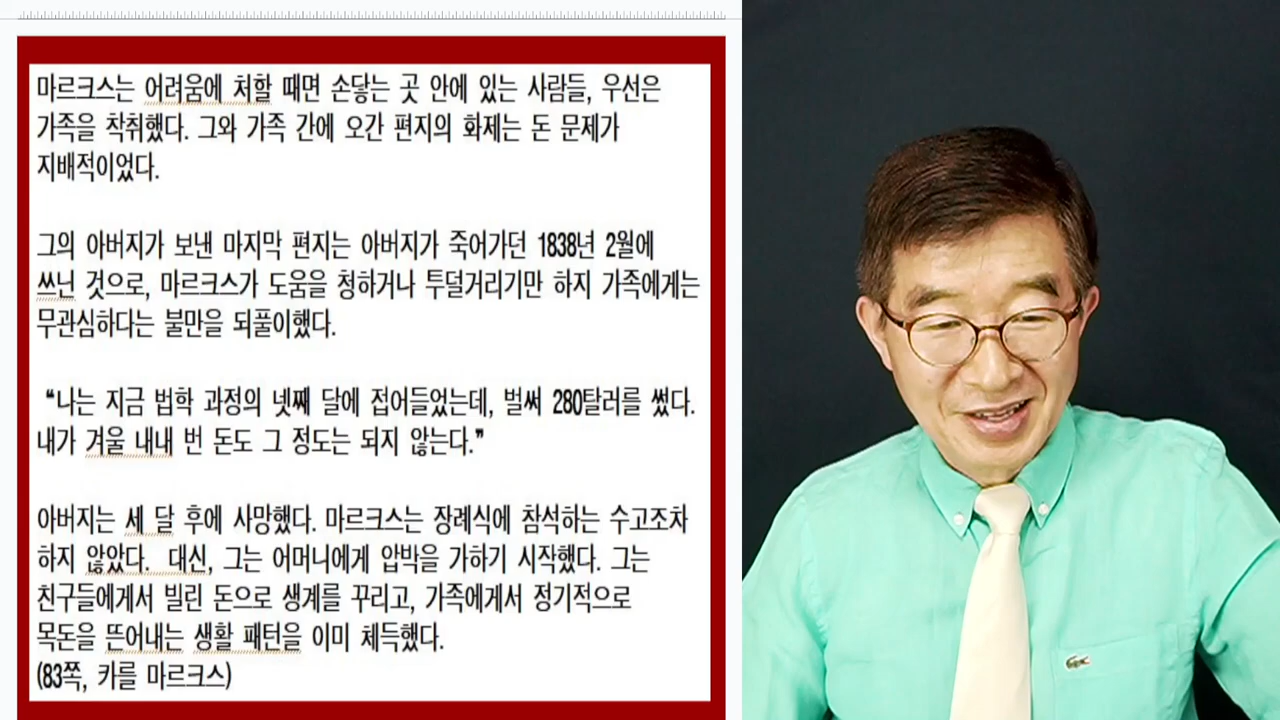 마르크스는 어려움에 처할 때면 손닿는 곳 안에 있는 사람들, 우선은
가족을 착취했다. 그와 가족 간에 오간 편지의 화제는 돈 문제가
지배적이었다.
그의 아버지가 보낸 마지막 편지는 아버지가 죽어가던 1838년 2월에
쓰닌 것으로, 마르크스가 도움을 청하거나 투덜거리기만 하지 가족에게는
무관심하다는 불만을 되풀이했다.
“나는 지금 법학 과정의 넷째 달에 접어들었는데, 벌써 280탈러를 썼다.
내가 겨울 내내 번 돈도 그 정도는 되지 않는다.”
아버지는 세 달 후에 사망했다. 마르크스는 장례식에 참석하는 수고조차
하지 않았다. 대신, 그는 어머니에게 압박을 가하기 시작했다. 그는
친구들에게서 빌린 돈으로 생계를 꾸리고, 가족에게서 정기적으로
목돈을 뜯어내는 생활 패턴을 이미 체득했다.
(83쪽, 카를 마르크스)